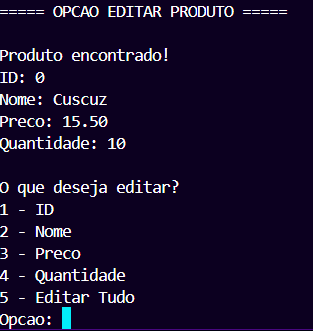 ===== OPCAO EDITAR PRODUTO =====
Produto encontrado!
ID: 0
Nome: Cuscuz
Preco: 15.50
Quantidade: 10
O que deseja editar?
1 - ID
2 - Nome
3 - Preco
4 - Quantidade
5 - Editar Tudo
Opcao: